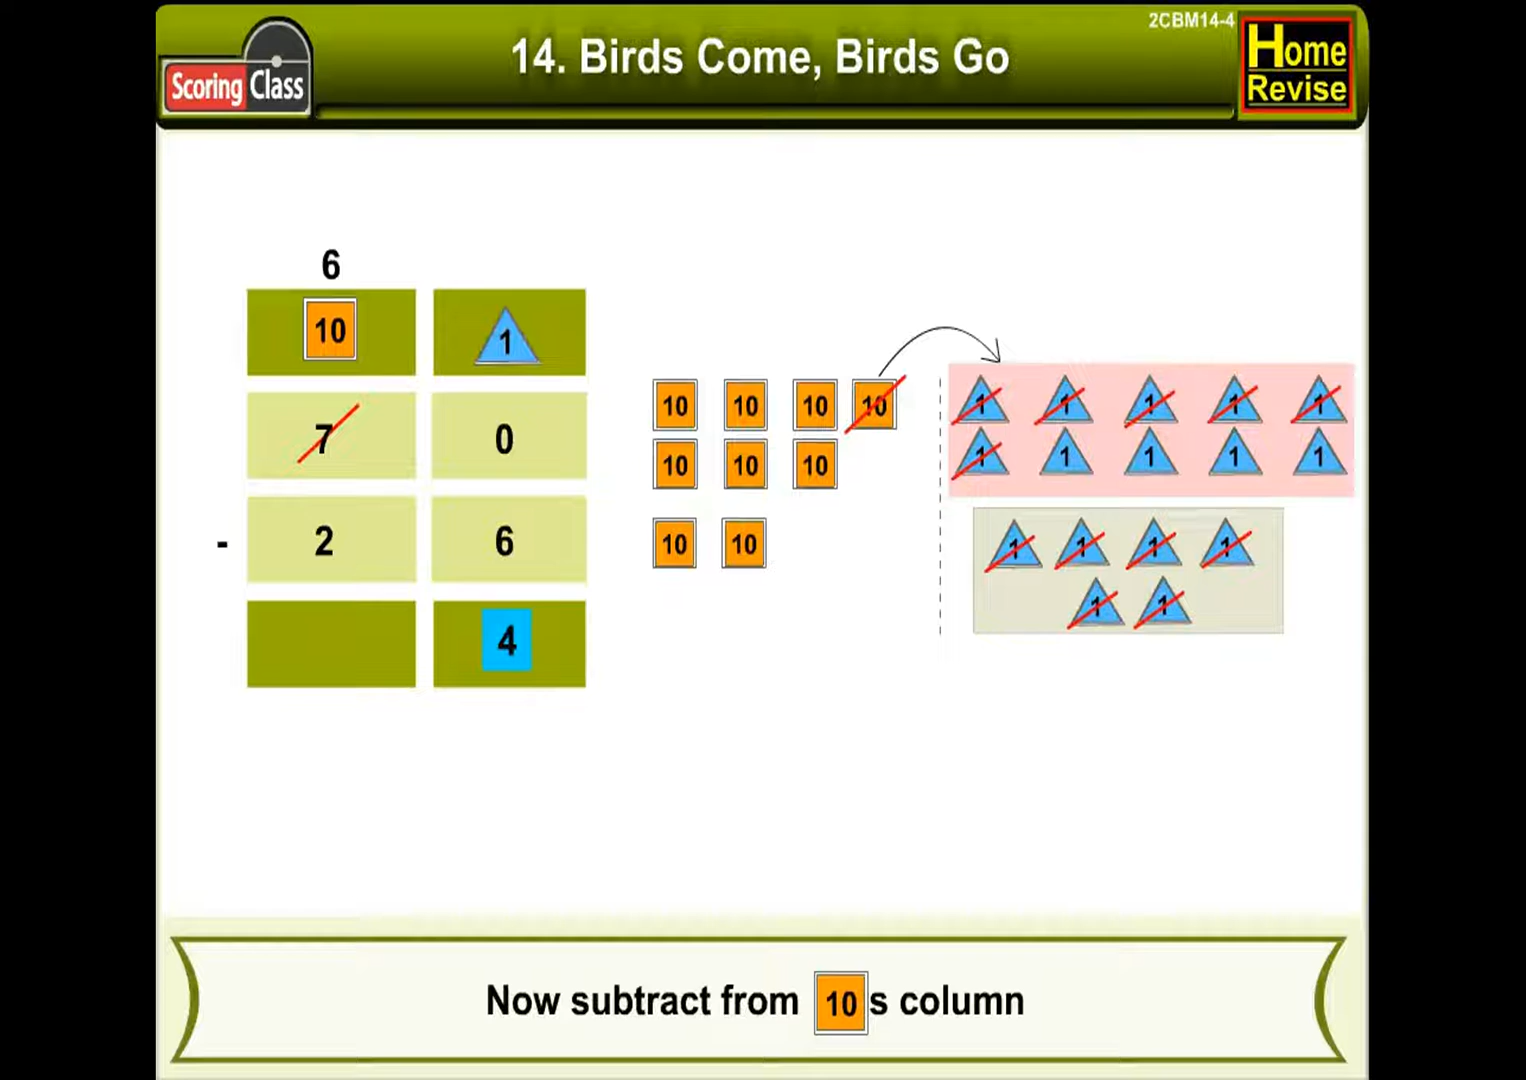 2CBM14-4
Scoring Class
14. Birds Come, Birds Go
Home
Revise
6
10 1
7 0
- 2 6
4
10 10 10 10
10 10 10
10 10
1 1 1 1 1
1 1 1 1 1
1 1 1 1
1 1
Now subtract from 10s column